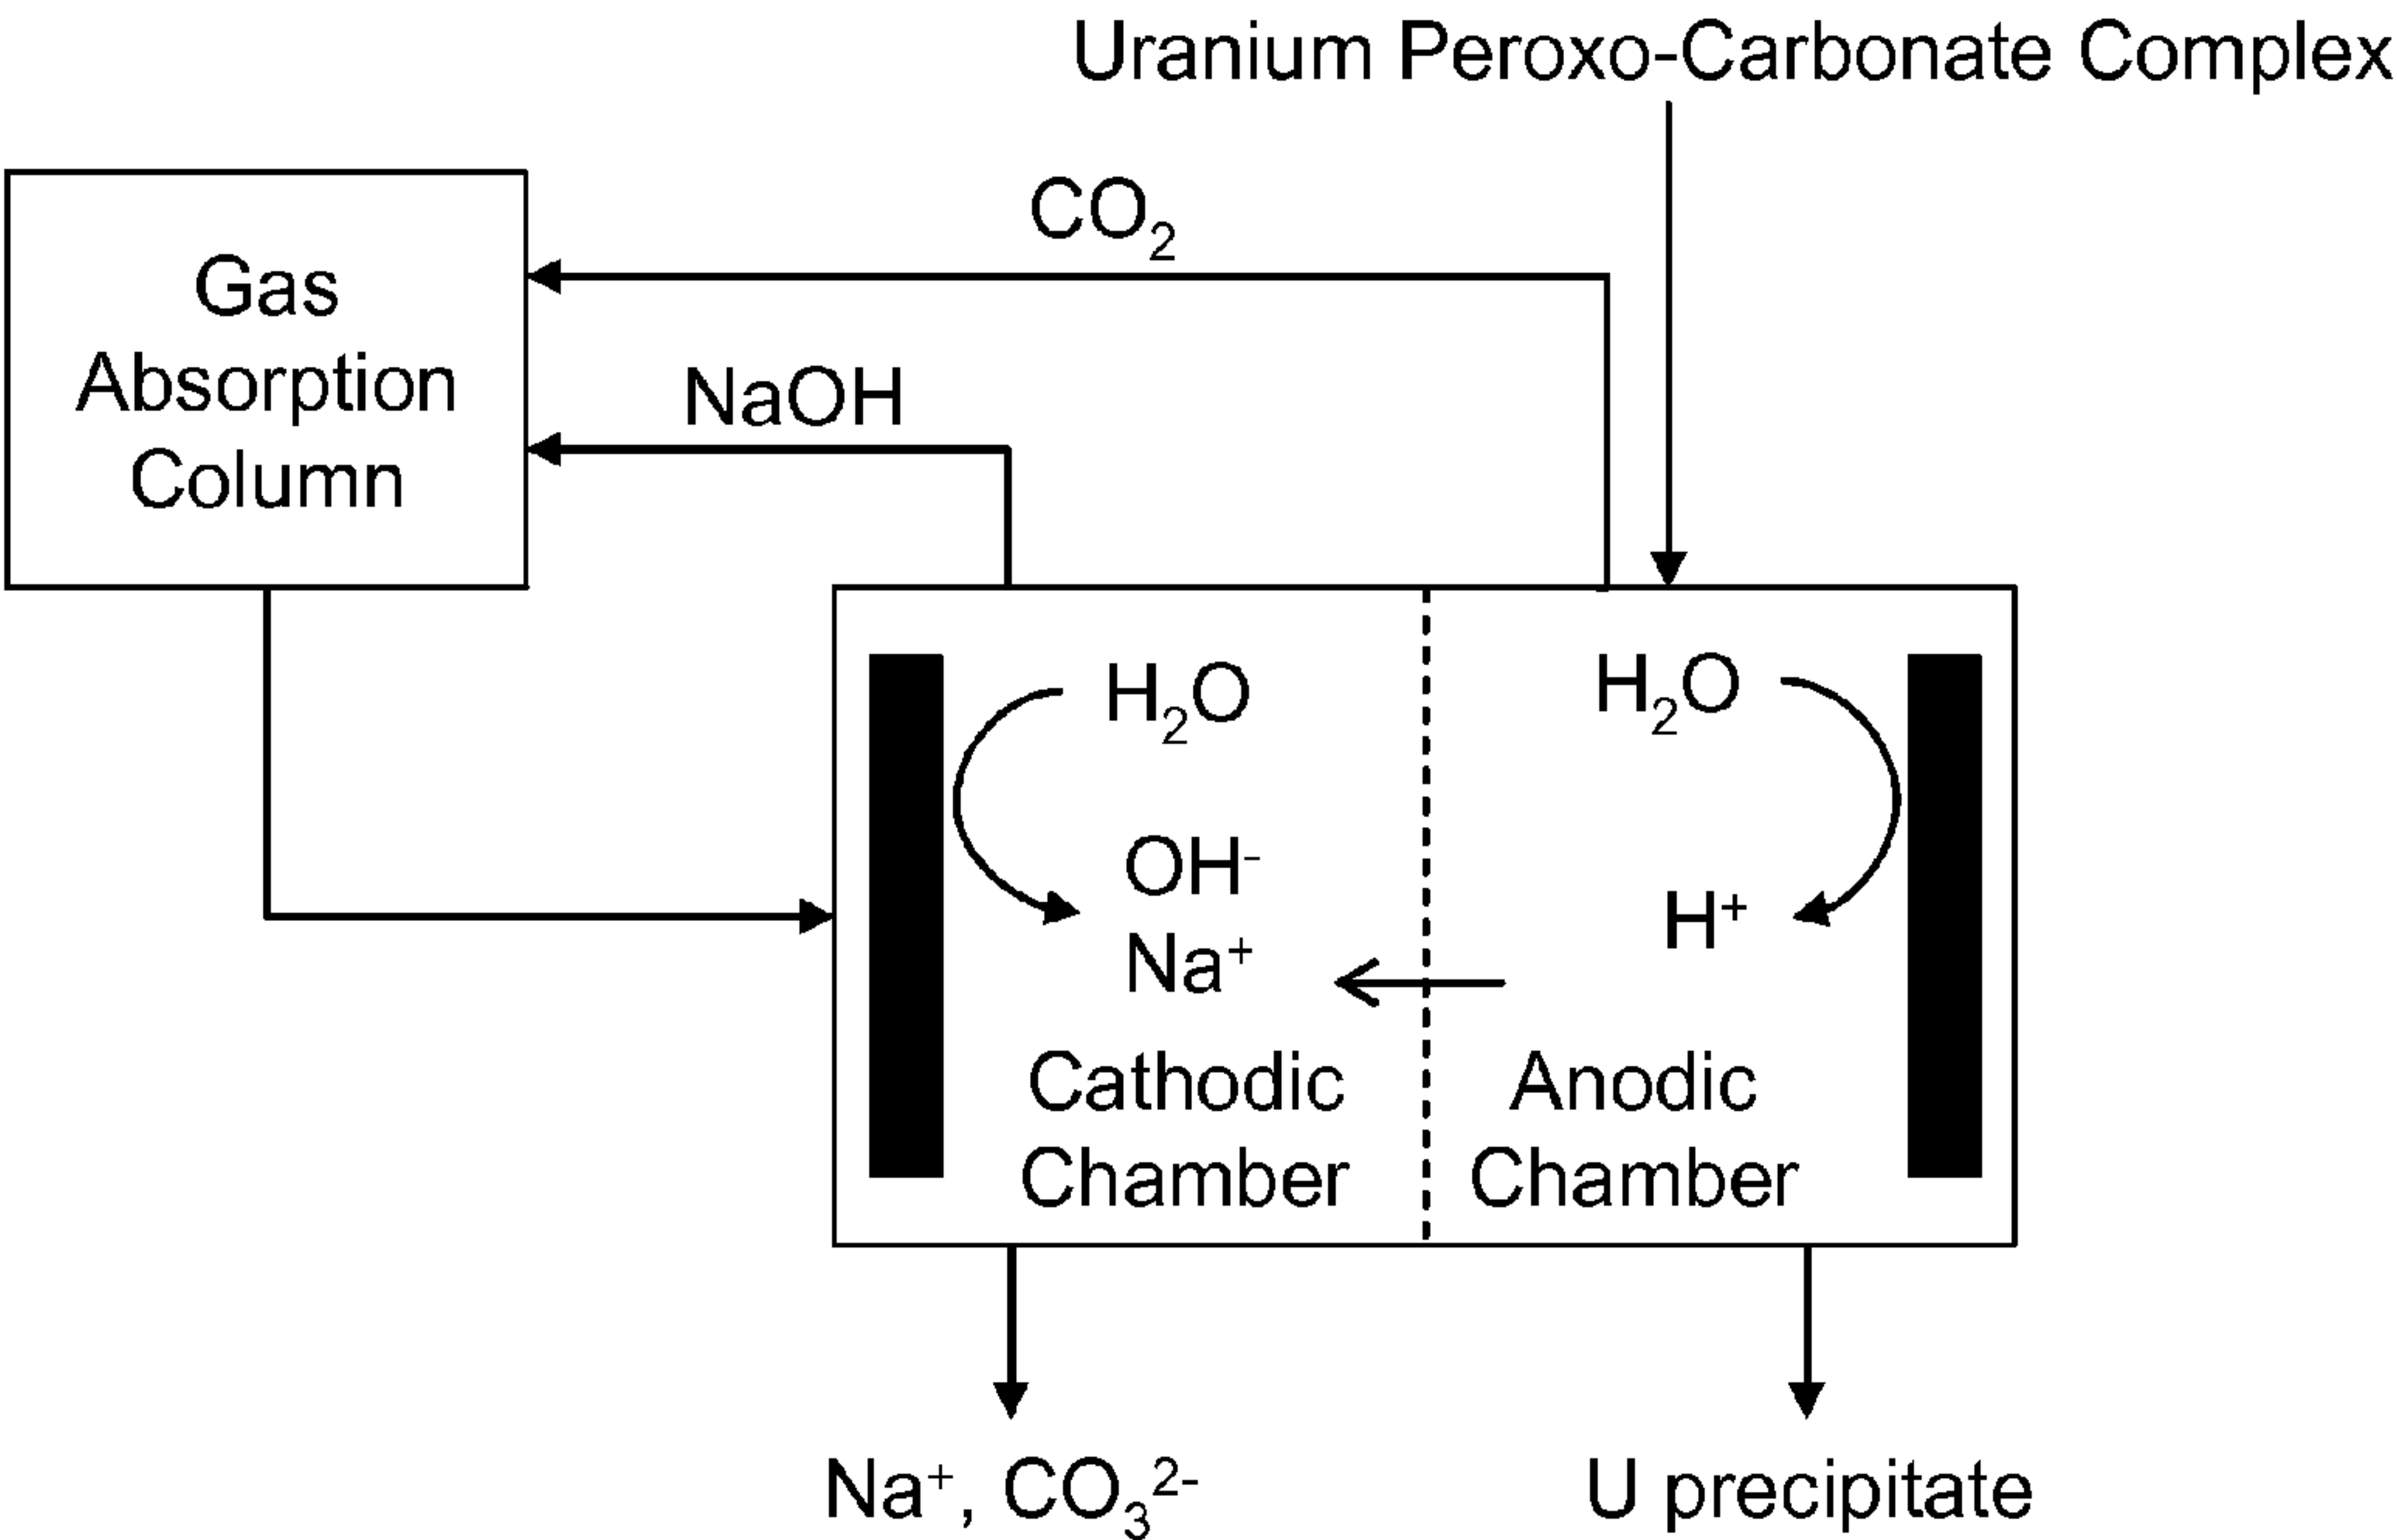 Uranium Peroxo-Carbonate Complex
CO₂
Gas
Absorption
Column
NaOH
H₂O
H₂O
OH⁻
H⁺
Na⁺
Cathodic
Chamber
Anodic
Chamber
Na⁺, CO₃²⁻
U precipitate